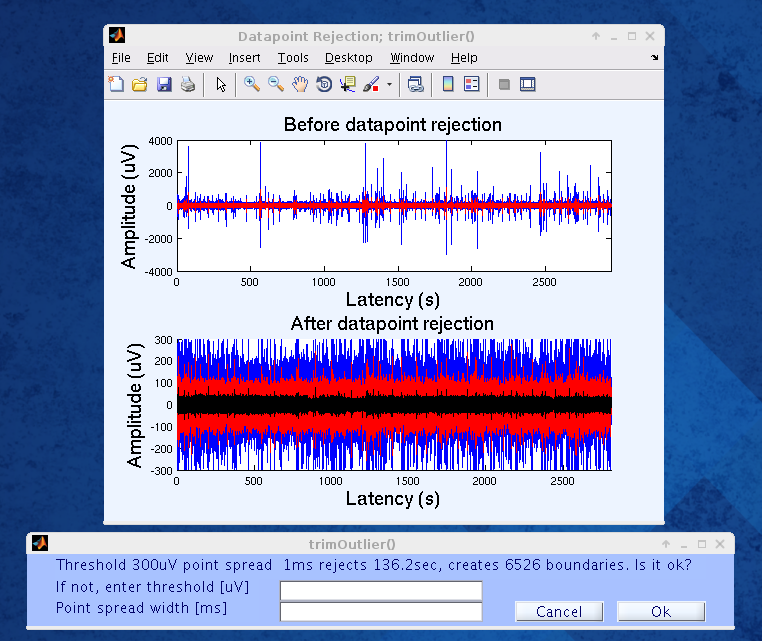 Datapoint Rejection; trimOutlier()
File Edit View Insert Tools Desktop Window Help
Before datapoint rejection
Amplitude (uV)
4000
2000
0
-2000
-4000
0 500 1000 1500 2000 2500
Latency (s)
After datapoint rejection
Amplitude (uV)
300
200
100
0
-100
-200
-300
0 500 1000 1500 2000 2500
Latency (s)
trimOutlier()
Threshold 300uV point spread 1ms rejects 136.2sec, creates 6526 boundaries. Is it ok?
If not, enter threshold [uV]
Point spread width [ms]
Cancel Ok